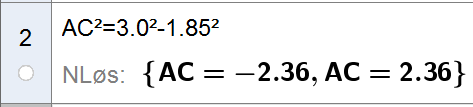 2
AC²=3.0²-1.85²
NLøs: {AC = −2.36, AC = 2.36}